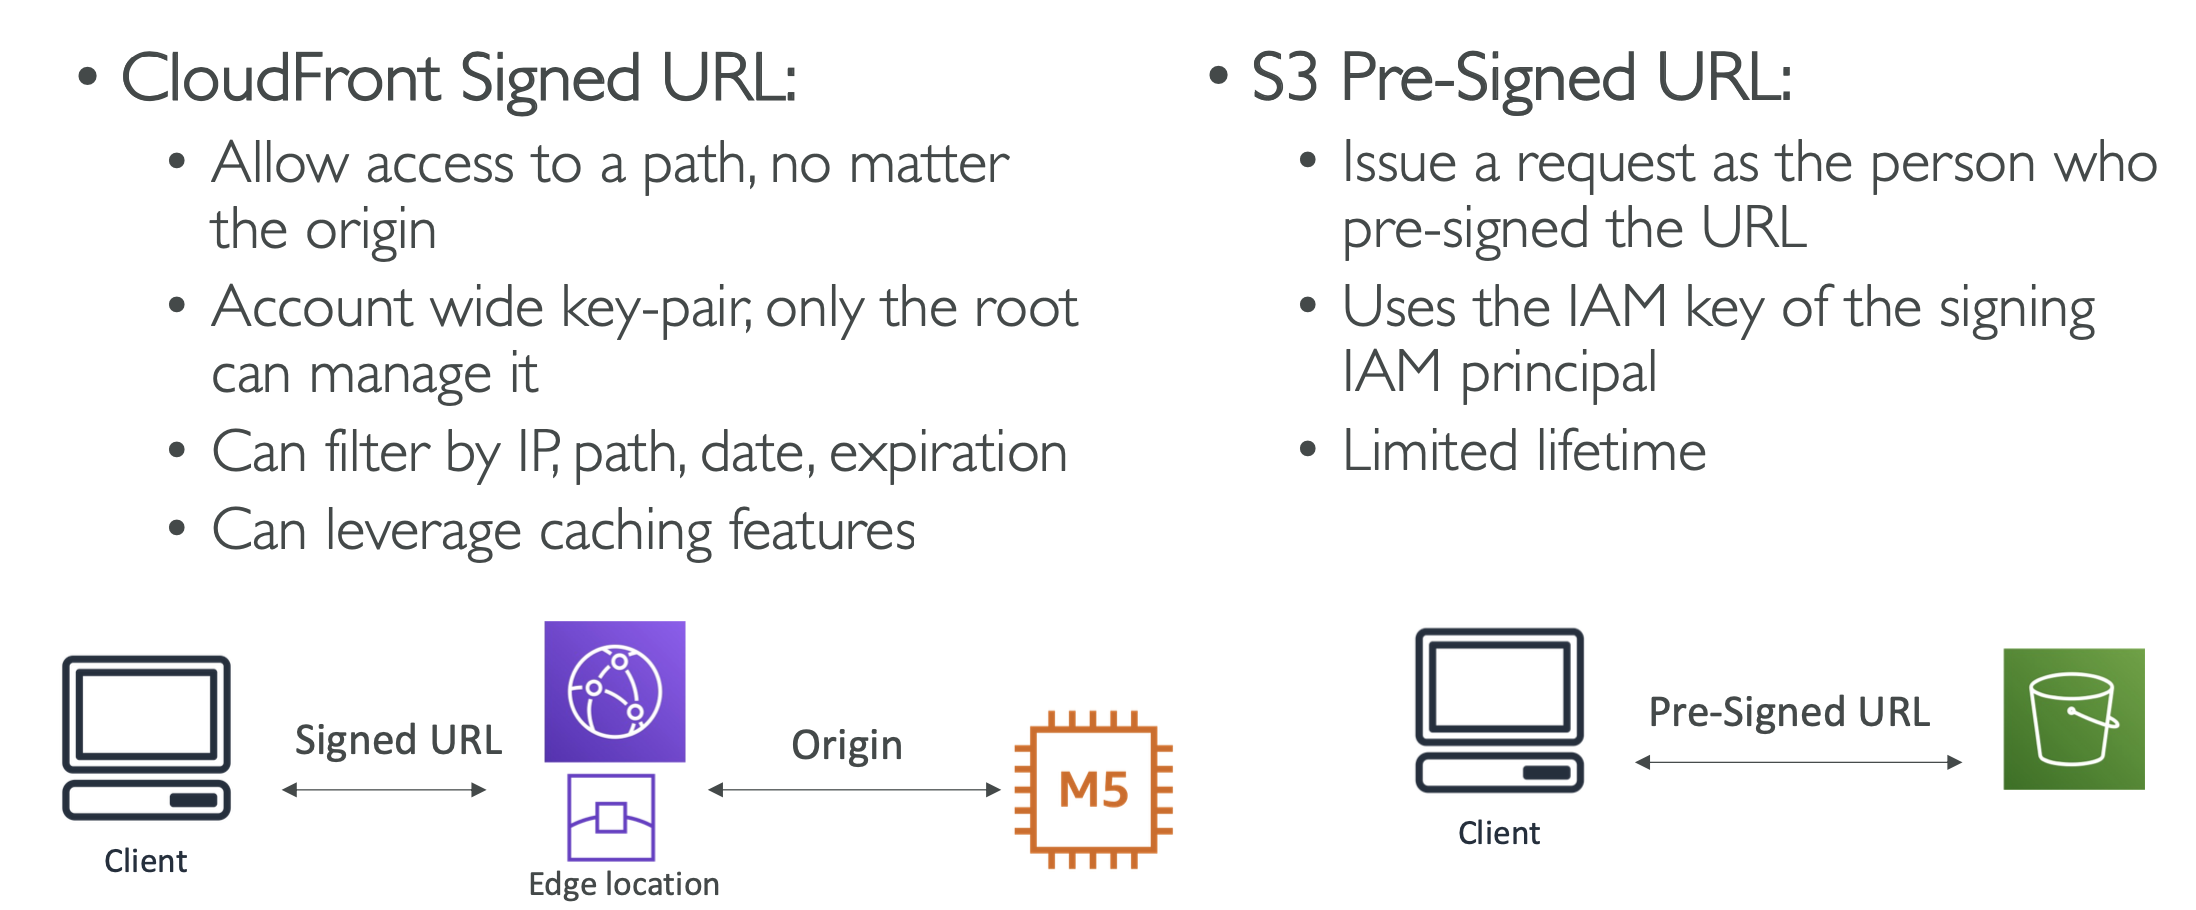 • CloudFront Signed URL:
• Allow access to a path, no matter
the origin
• Account wide key-pair, only the root
can manage it
• Can filter by IP, path, date, expiration
• Can leverage caching features
• S3 Pre-Signed URL:
• Issue a request as the person who
pre-signed the URL
• Uses the IAM key of the signing
IAM principal
• Limited lifetime
Signed URL
Origin
M5
Client
Edge location
Pre-Signed URL
Client